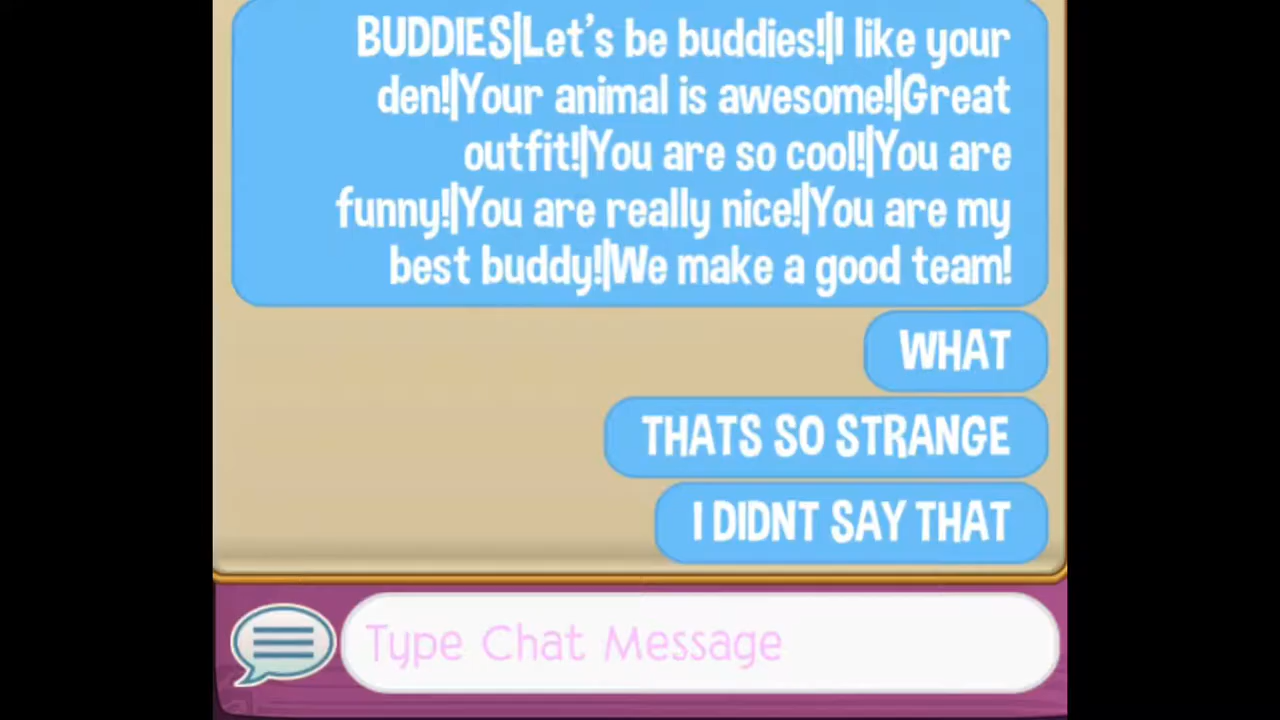 BUDDIES|Let's be buddies!|I like your
den!|Your animal is awesome!|Great
outfit!|You are so cool!|You are
funny!|You are really nice!|You are my
best buddy!|We make a good team!
WHAT
THATS SO STRANGE
I DIDNT SAY THAT
Type Chat Message